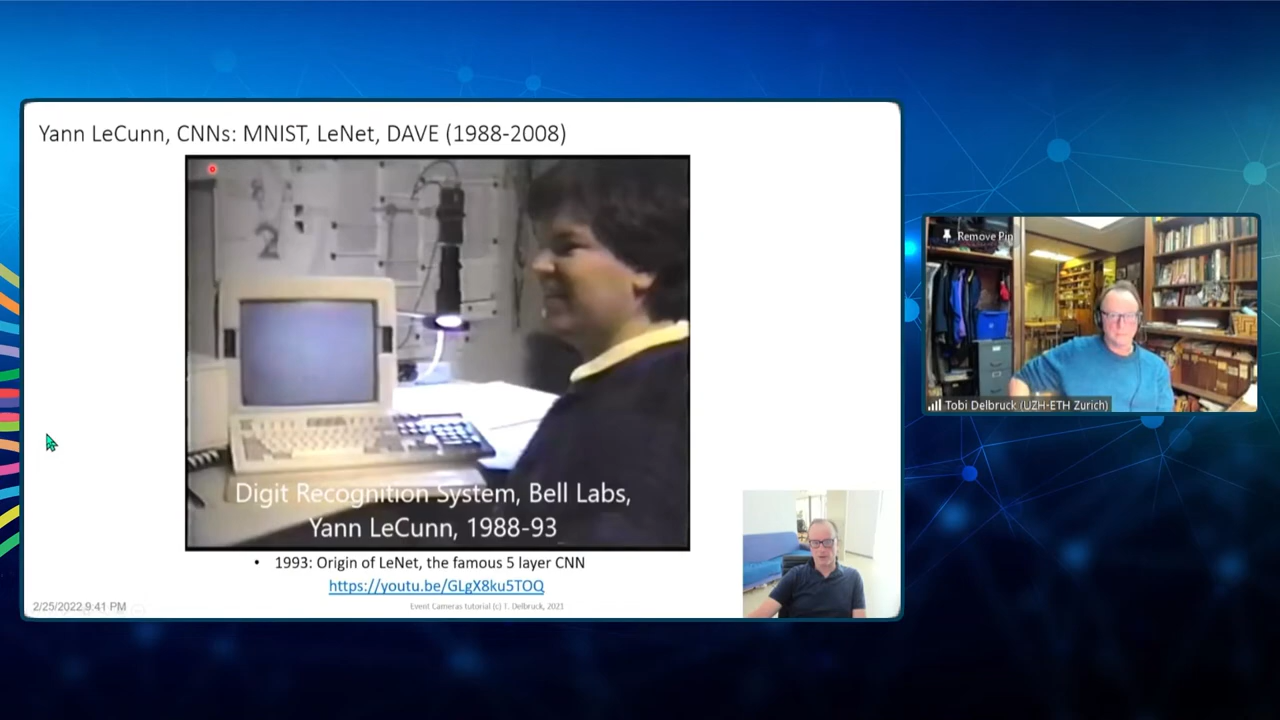 Yann LeCunn, CNNs: MNIST, LeNet, DAVE (1988-2008)
2
Remove Pin
Tobi Delbruck (UZH-ETH Zurich)
Digit Recognition System, Bell Labs,
Yann LeCunn, 1988-93
• 1993: Origin of LeNet, the famous 5 layer CNN
https://youtu.be/GLgX8ku5TOQ
2/25/2022 9:41 PM
Event Cameras tutorial (c) T. Delbruck, 2021